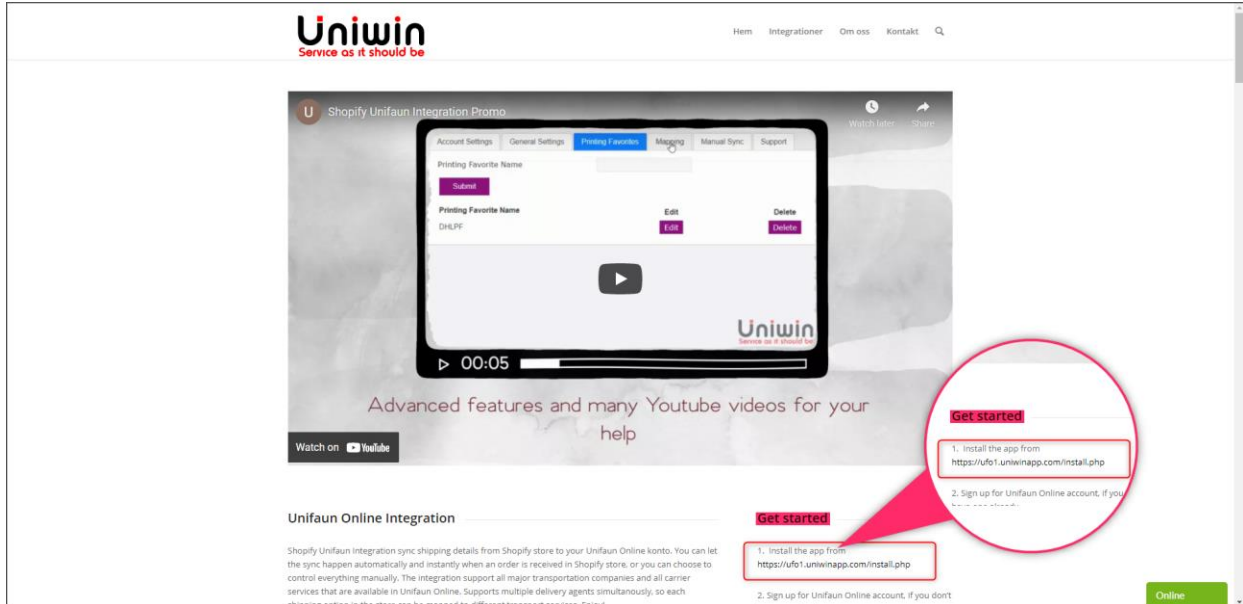 Uniwin
Service as it should be
Hem Integrationer Om oss Kontakt
U Shopify Unifaun Integration Promo
Watch later Share
Account Settings General Settings Printing Favorites Mapping Manual Sync Support
Printing Favorite Name
Submit
Printing Favorite Name Edit Delete
DHLPF Edit Delete
Uniwin
Service as it should be
00:05
Advanced features and many Youtube videos for your
help
Watch on YouTube
Get started
1. Install the app from
https://ufo1.uniwinapp.com/install.php
2. Sign up for Unifaun Online account, if you
have one already
Unifaun Online Integration
Shopify Unifaun Integration sync shipping details from Shopify store to your Unifaun Online konto. You can let
the sync happen automatically and instantly when an order is received in Shopify store, or you can choose to
control everything manually. The integration support all major transportation companies and all carrier
services that are available in Unifaun Online. Supports multiple delivery agents simultanously, so each
Get started
1. Install the app from
https://ufo1.uniwinapp.com/install.php
2. Sign up for Unifaun Online account, if you don't
Online